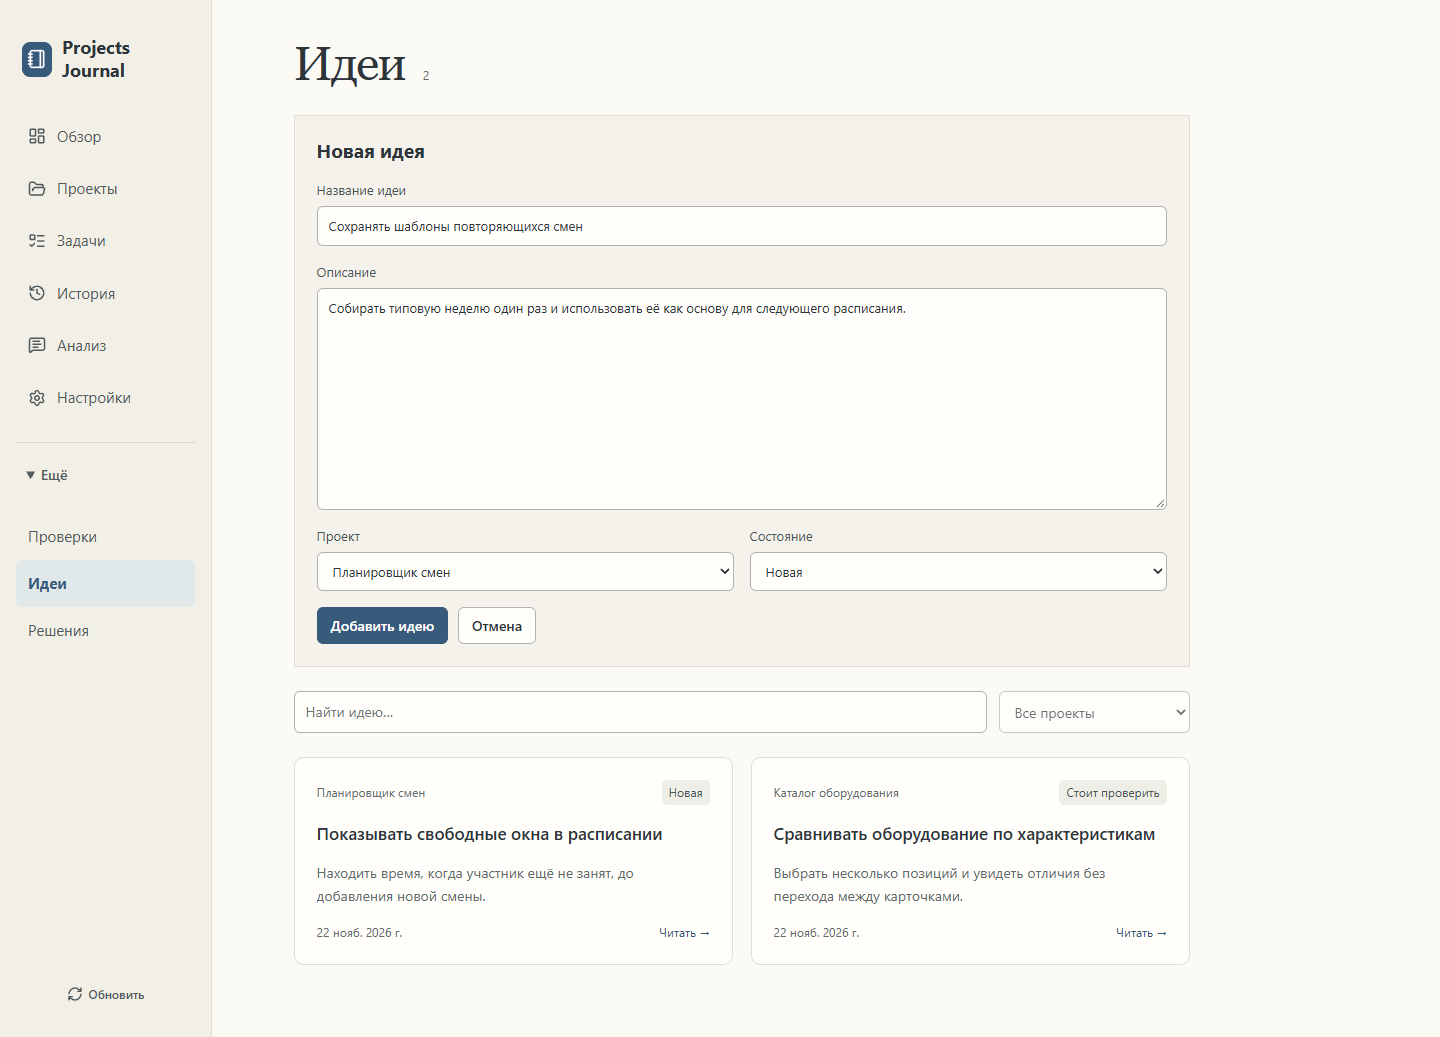 Projects
Journal
Обзор
Проекты
Задачи
История
Анализ
Настройки
▼ Ещё
Проверки
Идеи
Решения
Обновить
Идеи 2
Новая идея
Название идеи
Сохранять шаблоны повторяющихся смен
Описание
Собирать типовую неделю один раз и использовать её как основу для следующего расписания.
Проект
Планировщик смен
Состояние
Новая
Добавить идею
Отмена
Найти идею...
Все проекты
Планировщик смен
Новая
Показывать свободные окна в расписании
Находить время, когда участник ещё не занят, до
добавления новой смены.
22 нояб. 2026 г.
Читать →
Каталог оборудования
Стоит проверить
Сравнивать оборудование по характеристикам
Выбрать несколько позиций и увидеть отличия без
перехода между карточками.
22 нояб. 2026 г.
Читать →